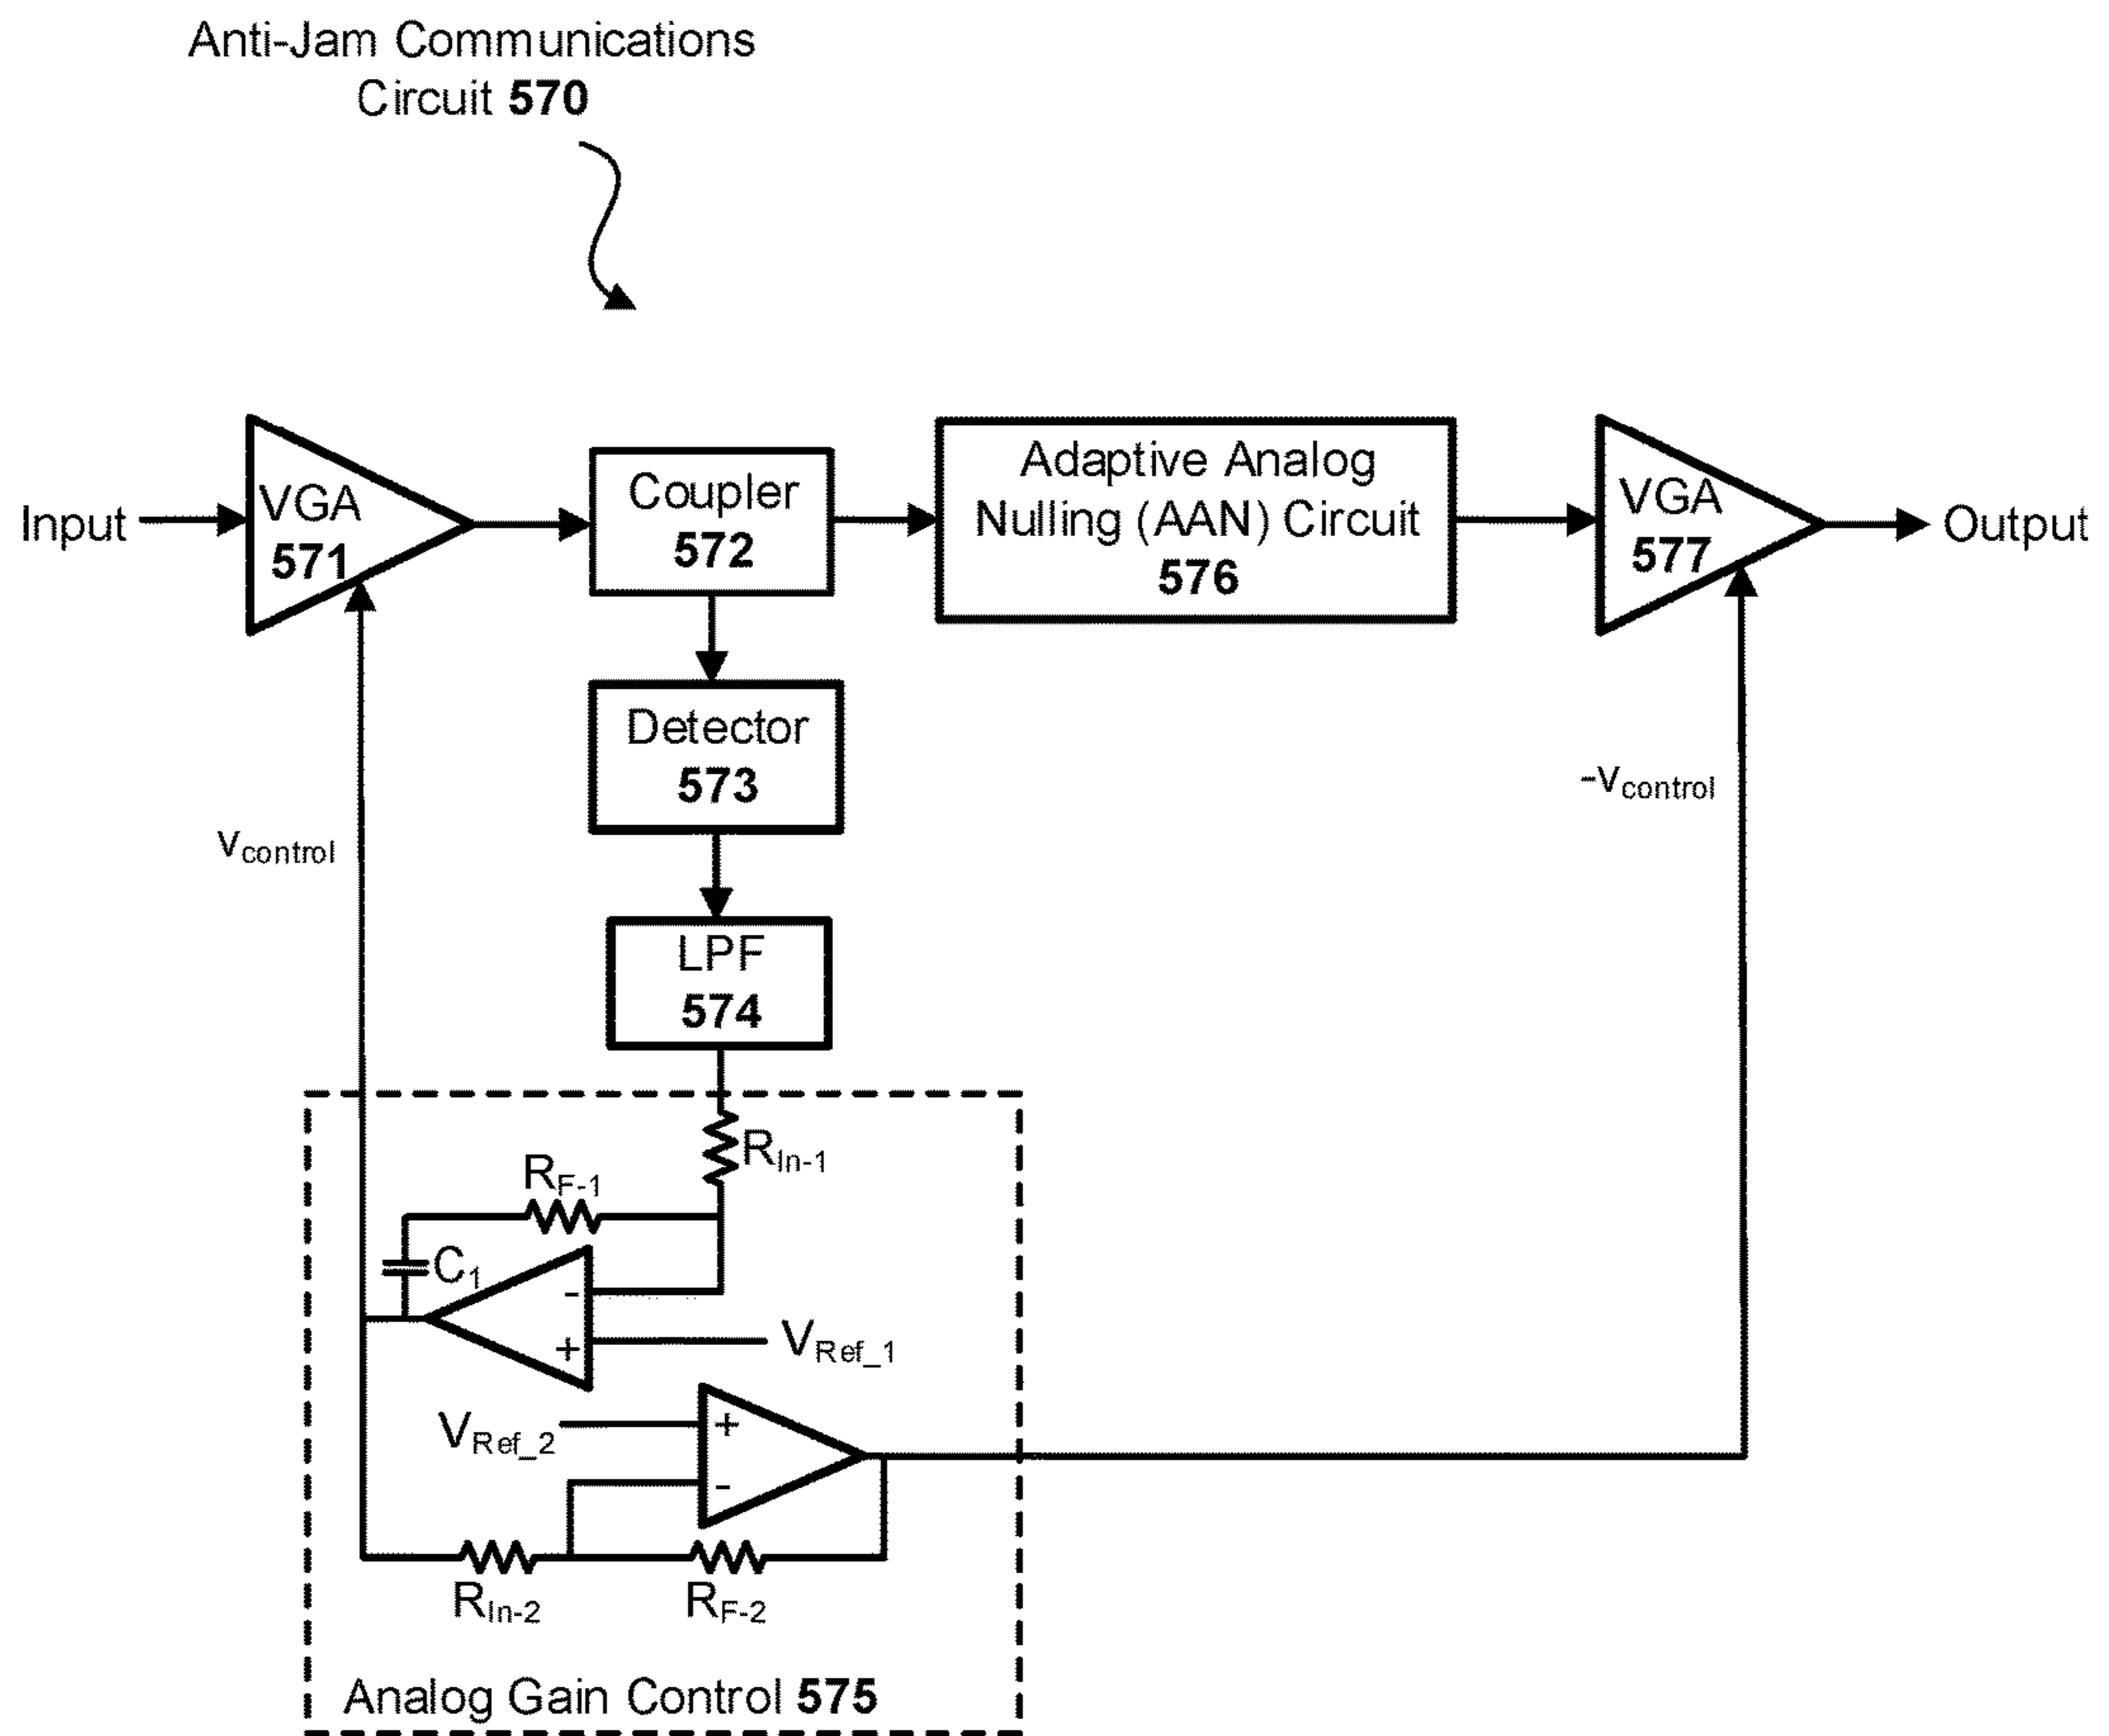 Anti-Jam Communications
Circuit 570
Input
VGA
571
Coupler
572
Adaptive Analog
Nulling (AAN) Circuit
576
VGA
577
Output
Detector
573
-vcontrol
vcontrol
LPF
574
RIn-1
RF-1
C1
-
+
VRef_1
VRef_2
+
-
RIn-2
RF-2
Analog Gain Control 575